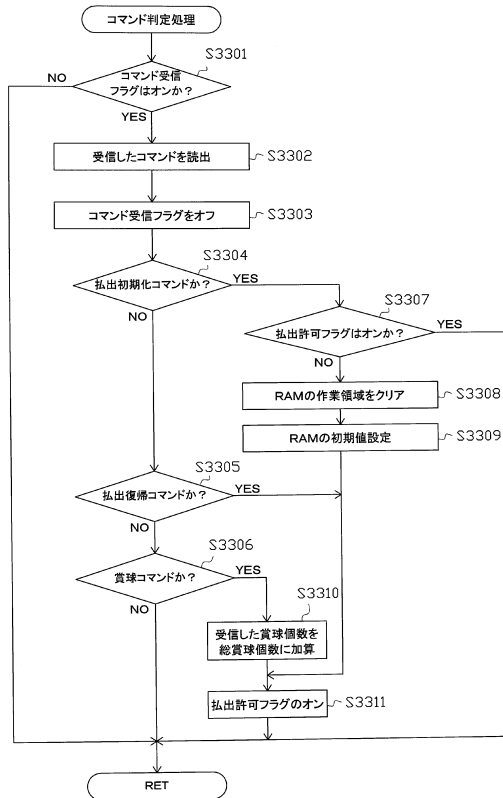 コマンド判定処理
S3301
NO
コマンド受信
フラグはオンか？
YES
受信したコマンドを読出
S3302
コマンド受信フラグをオフ
S3303
S3304
払出初期化コマンドか？
YES
NO
S3307
払出許可フラグはオンか？
YES
NO
RAMの作業領域をクリア
S3308
RAMの初期値設定
S3309
S3305
払出復帰コマンドか？
YES
NO
S3306
賞球コマンドか？
YES
NO
S3310
受信した賞球個数を
総賞球個数に加算
払出許可フラグのオン
S3311
RET